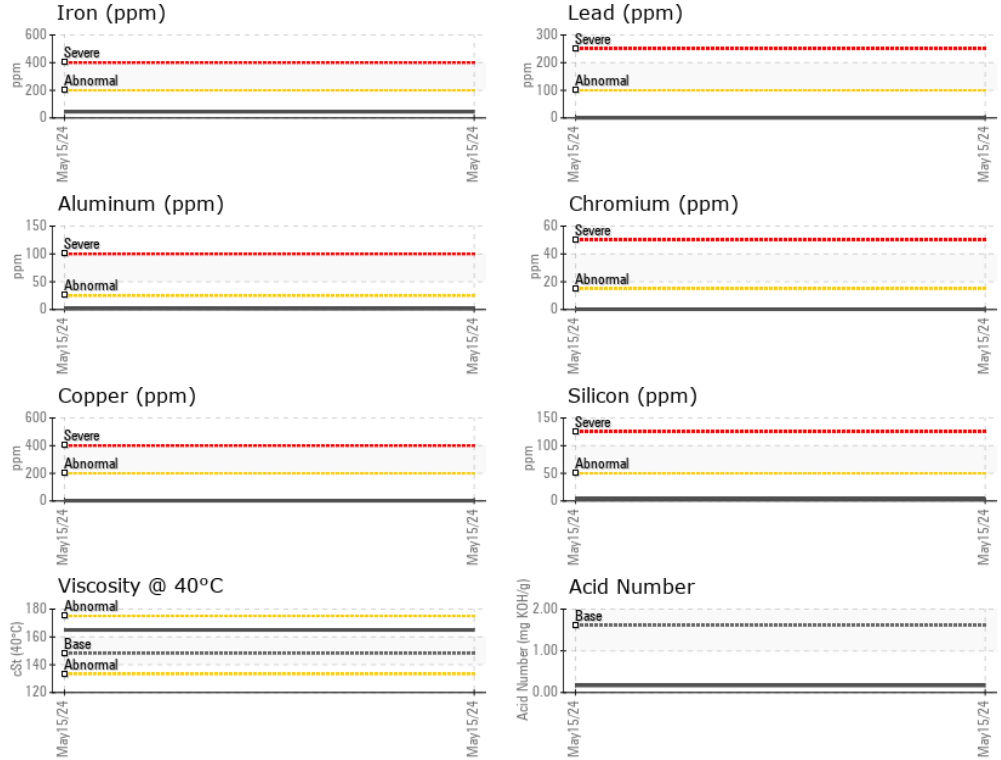 Iron (ppm)
600
400
200
0
ppm
Severe
Abnormal
May15/24
May15/24
Lead (ppm)
300
200
100
0
ppm
Severe
Abnormal
May15/24
May15/24
Aluminum (ppm)
150
100
50
0
ppm
Severe
Abnormal
May15/24
May15/24
Chromium (ppm)
60
40
20
0
ppm
Severe
Abnormal
May15/24
May15/24
Copper (ppm)
600
400
200
0
ppm
Severe
Abnormal
May15/24
May15/24
Silicon (ppm)
150
100
50
0
ppm
Severe
Abnormal
May15/24
May15/24
Viscosity @ 40°C
180
160
140
120
cSt (40°C)
Abnormal
Base
Abnormal
May15/24
May15/24
Acid Number
2.00
1.00
0.00
Acid Number (mg KOH/g)
Base
May15/24
May15/24